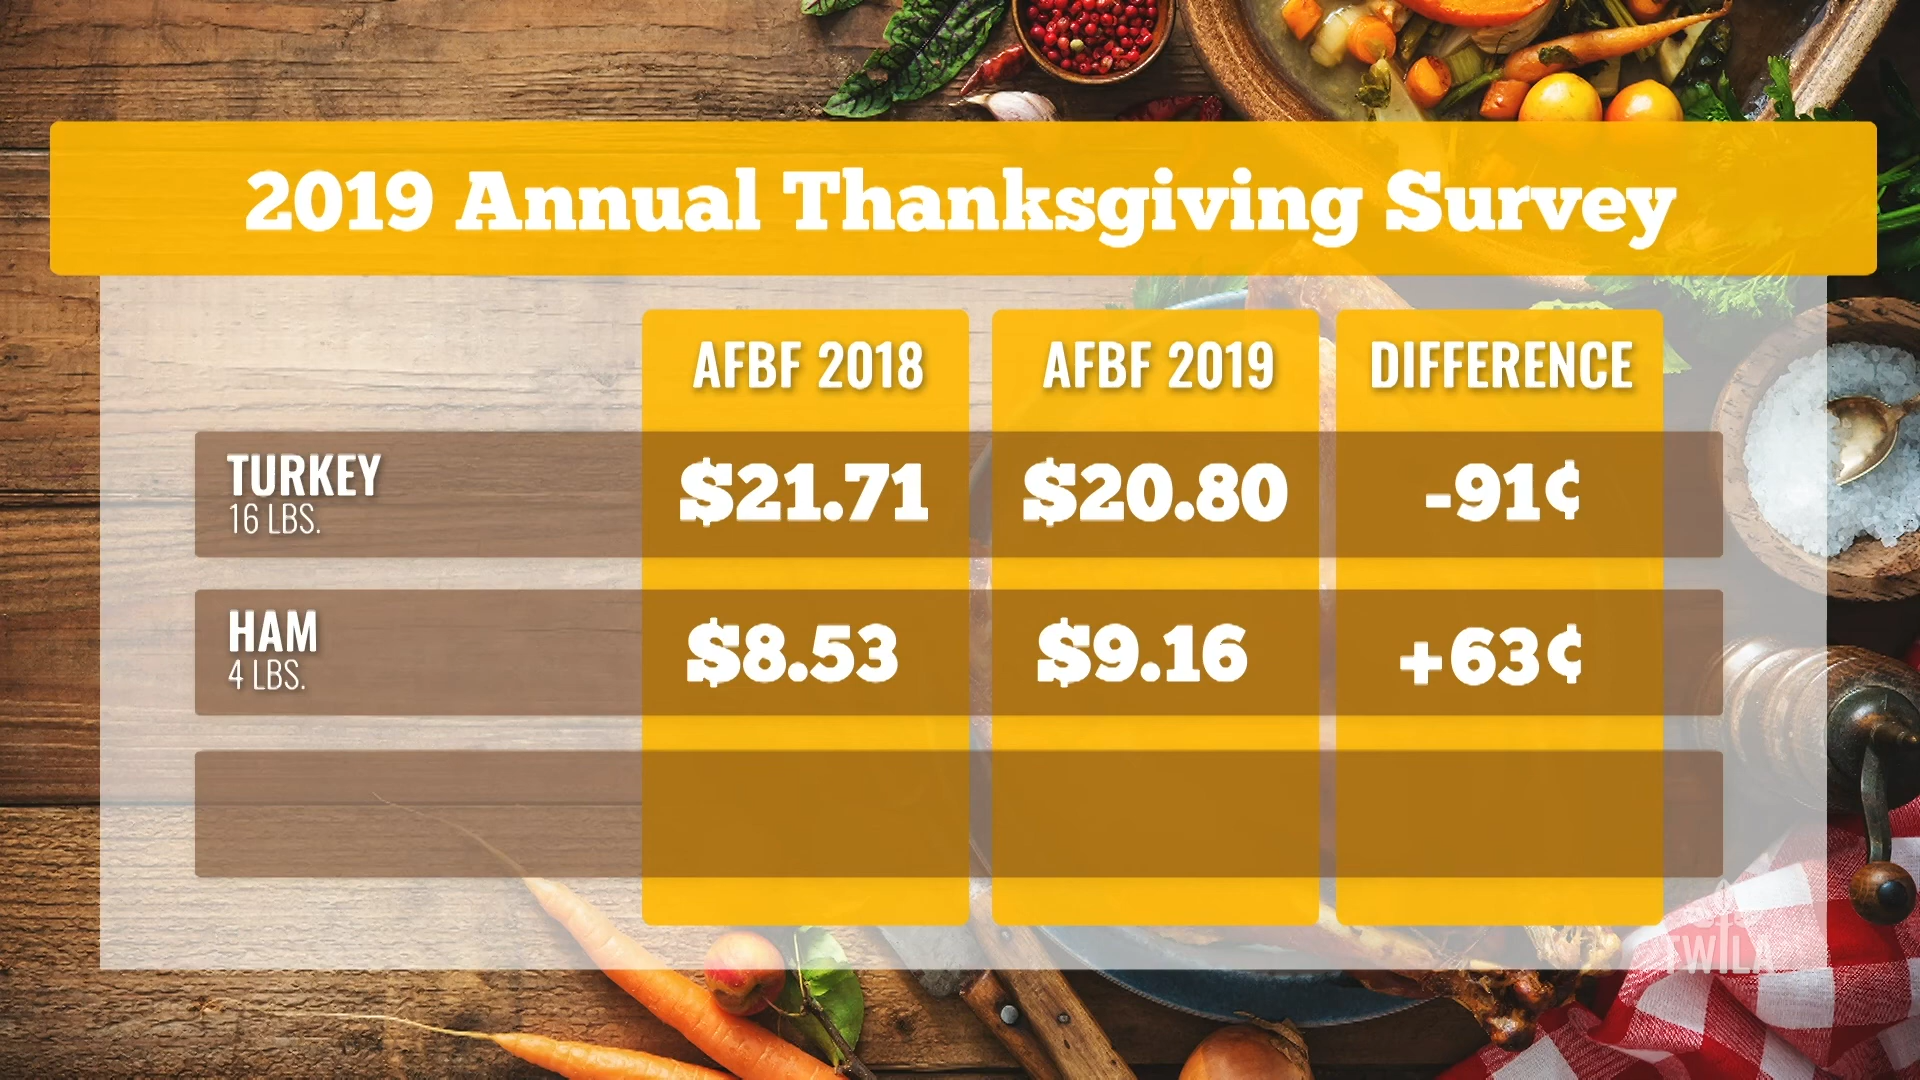 2019 Annual Thanksgiving Survey
AFBF 2018 AFBF 2019 DIFFERENCE
TURKEY $21.71 $20.80 -91¢
16 LBS.
HAM $8.53 $9.16 +63¢
4 LBS.
TWILA